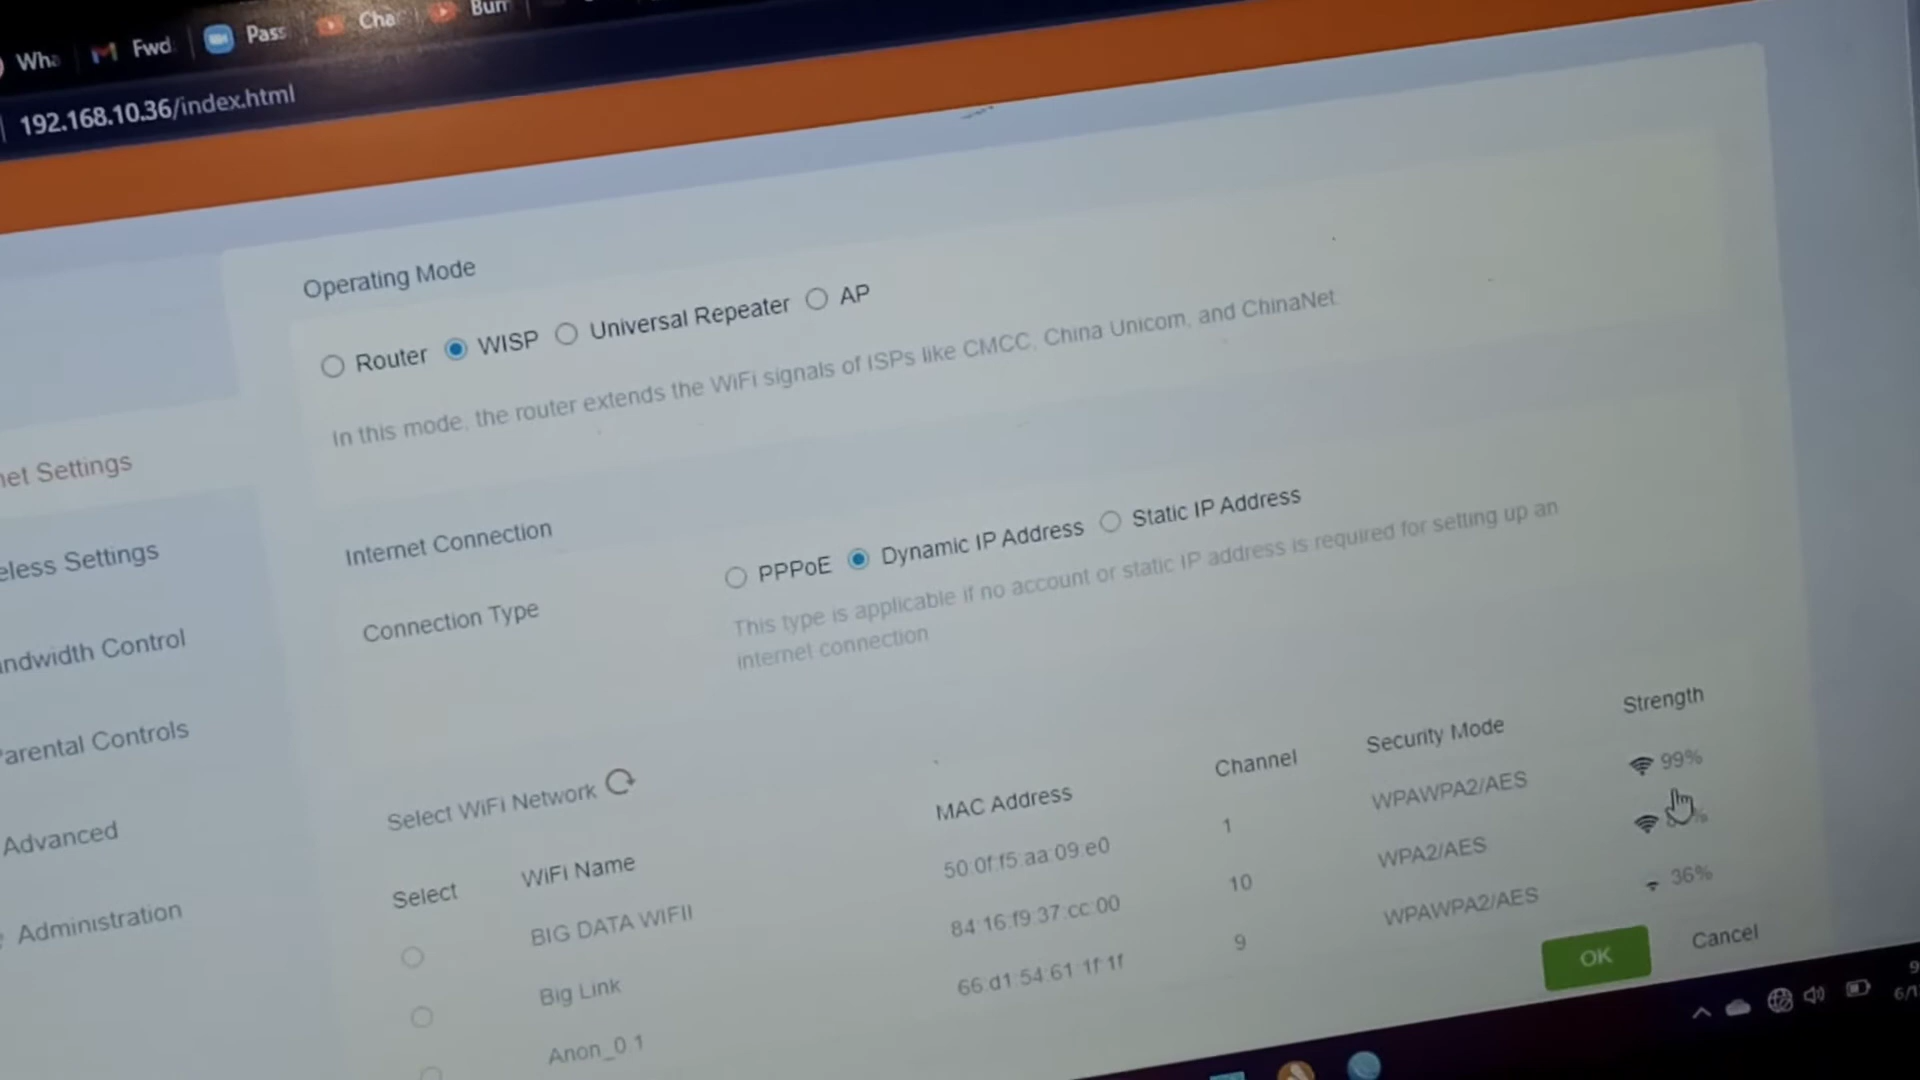 Fwd
Pass
192.168.10.36/index.html
Operating Mode
Router WISP Universal Repeater AP
In this mode, the router extends the WiFi signals of ISPs like CMCC, China Unicom, and ChinaNet.
net Settings
eless Settings
ndwidth Control
Parental Controls
Advanced
Administration
Internet Connection
Connection Type
PPPoE Dynamic IP Address Static IP Address
This type is applicable if no account or static IP address is required for setting up an
internet connection
Select WiFi Network
Select WiFi Name MAC Address Channel Security Mode Strength
BIG DATA WIFII 50:0f:f5:aa:09:e0 1 WPAWPA2/AES 99%
Big Link 84:16:f9:37:cc:00 10 WPA2/AES
Anon_0.1 66:d1:54:61:1f:1f 9 WPAWPA2/AES 36%
OK Cancel